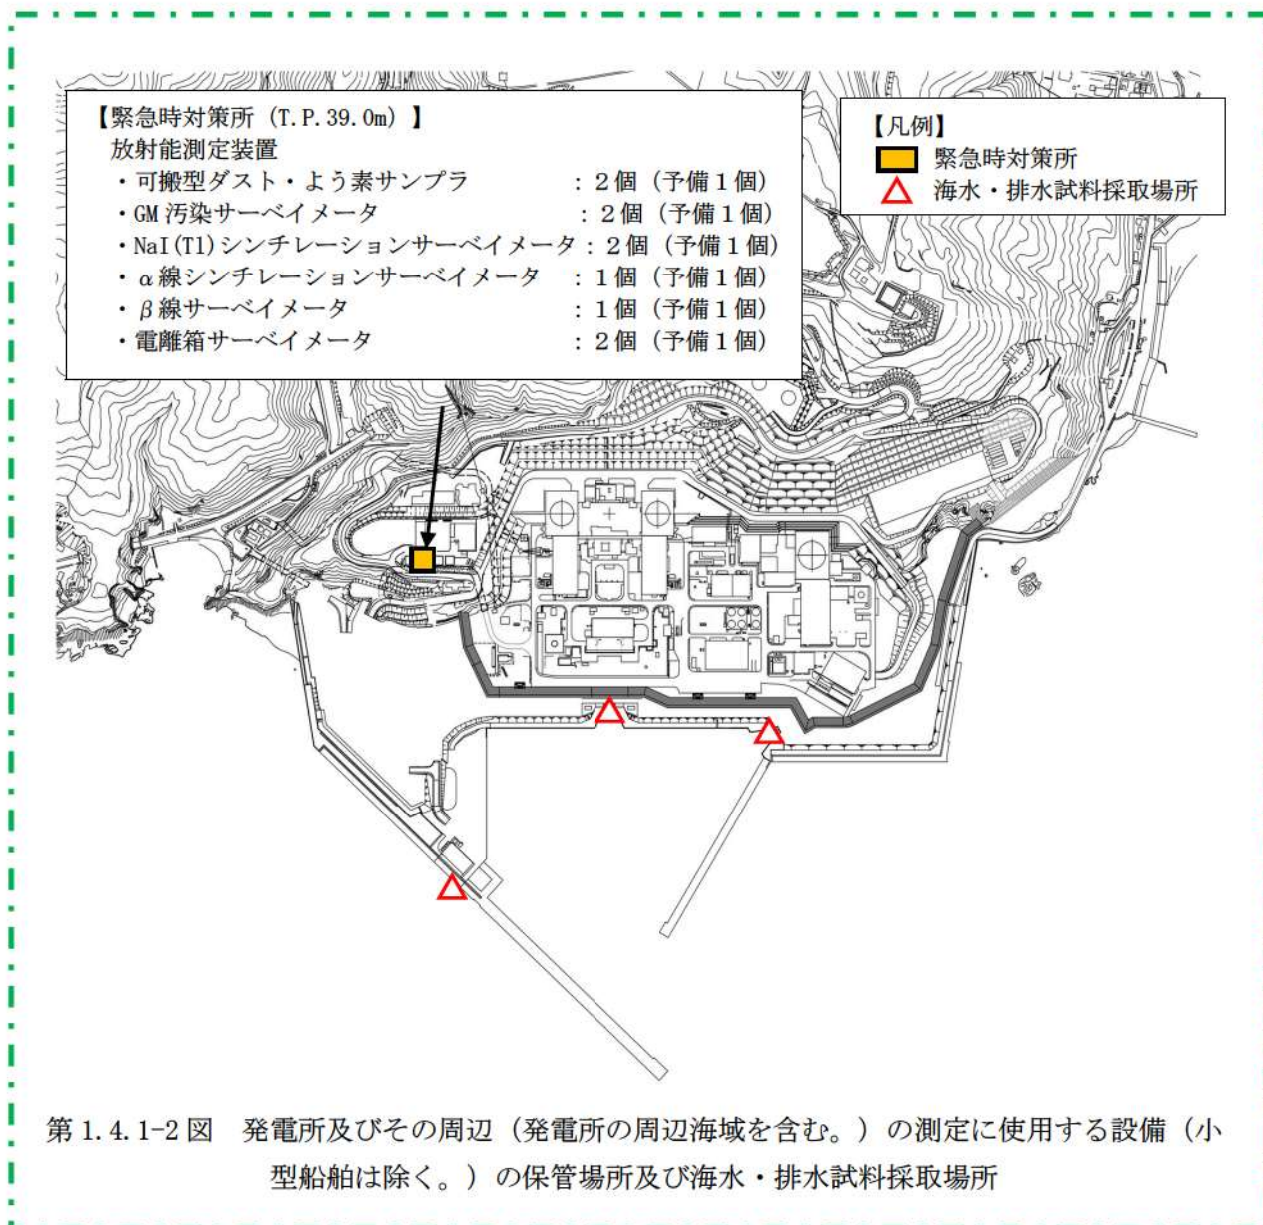 【緊急時対策所（T.P.39.0m）】
放射能測定装置
・可搬型ダスト・よう素サンプラ ：２個（予備１個）
・GM 汚染サーベイメータ ：２個（予備１個）
・NaI(Tl)シンチレーションサーベイメータ：２個（予備１個）
・α線シンチレーションサーベイメータ ：１個（予備１個）
・β線サーベイメータ ：１個（予備１個）
・電離箱サーベイメータ ：２個（予備１個）
【凡例】
緊急時対策所
海水・排水試料採取場所
第 1.4.1-2 図　発電所及びその周辺（発電所の周辺海域を含む。）の測定に使用する設備（小
型船舶は除く。）の保管場所及び海水・排水試料採取場所